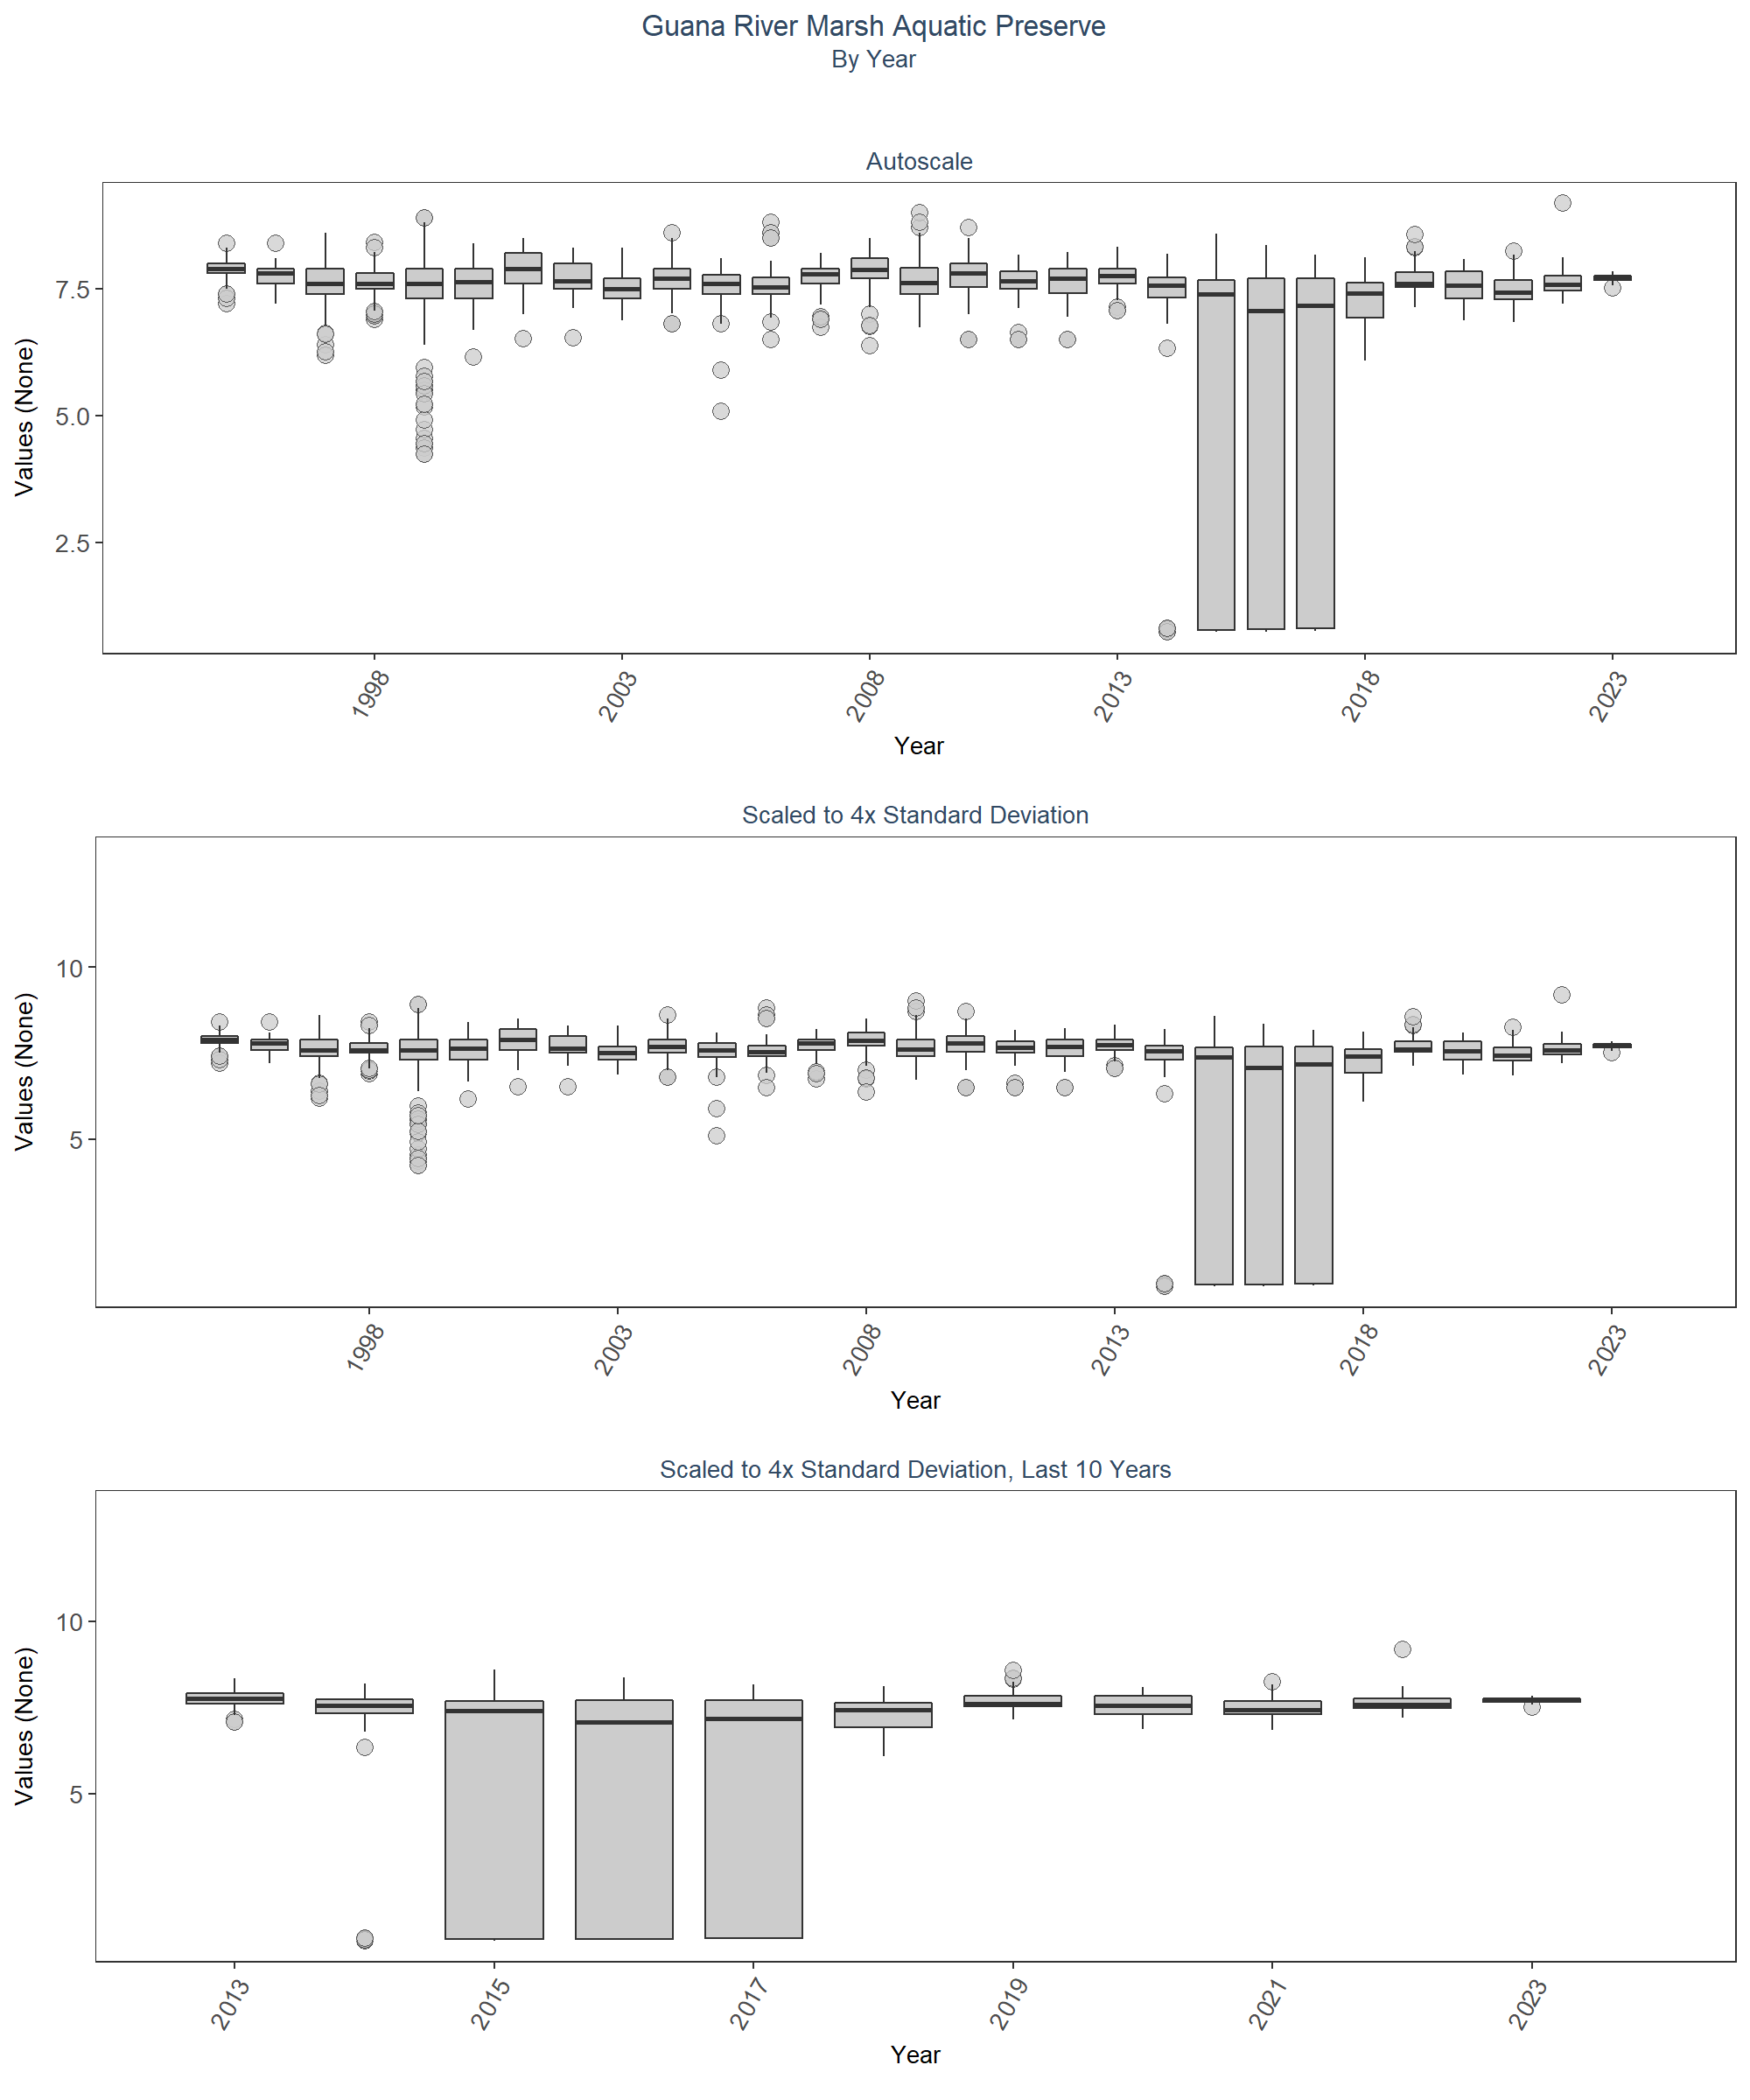 Guana River Marsh Aquatic Preserve
By Year
Autoscale
Values (None)
7.5
5.0
2.5
1998
2003
2008
2013
2018
2023
Year
Scaled to 4x Standard Deviation
Values (None)
10
5
1998
2003
2008
2013
2018
2023
Year
Scaled to 4x Standard Deviation, Last 10 Years
Values (None)
10
5
2013
2015
2017
2019
2021
2023
Year